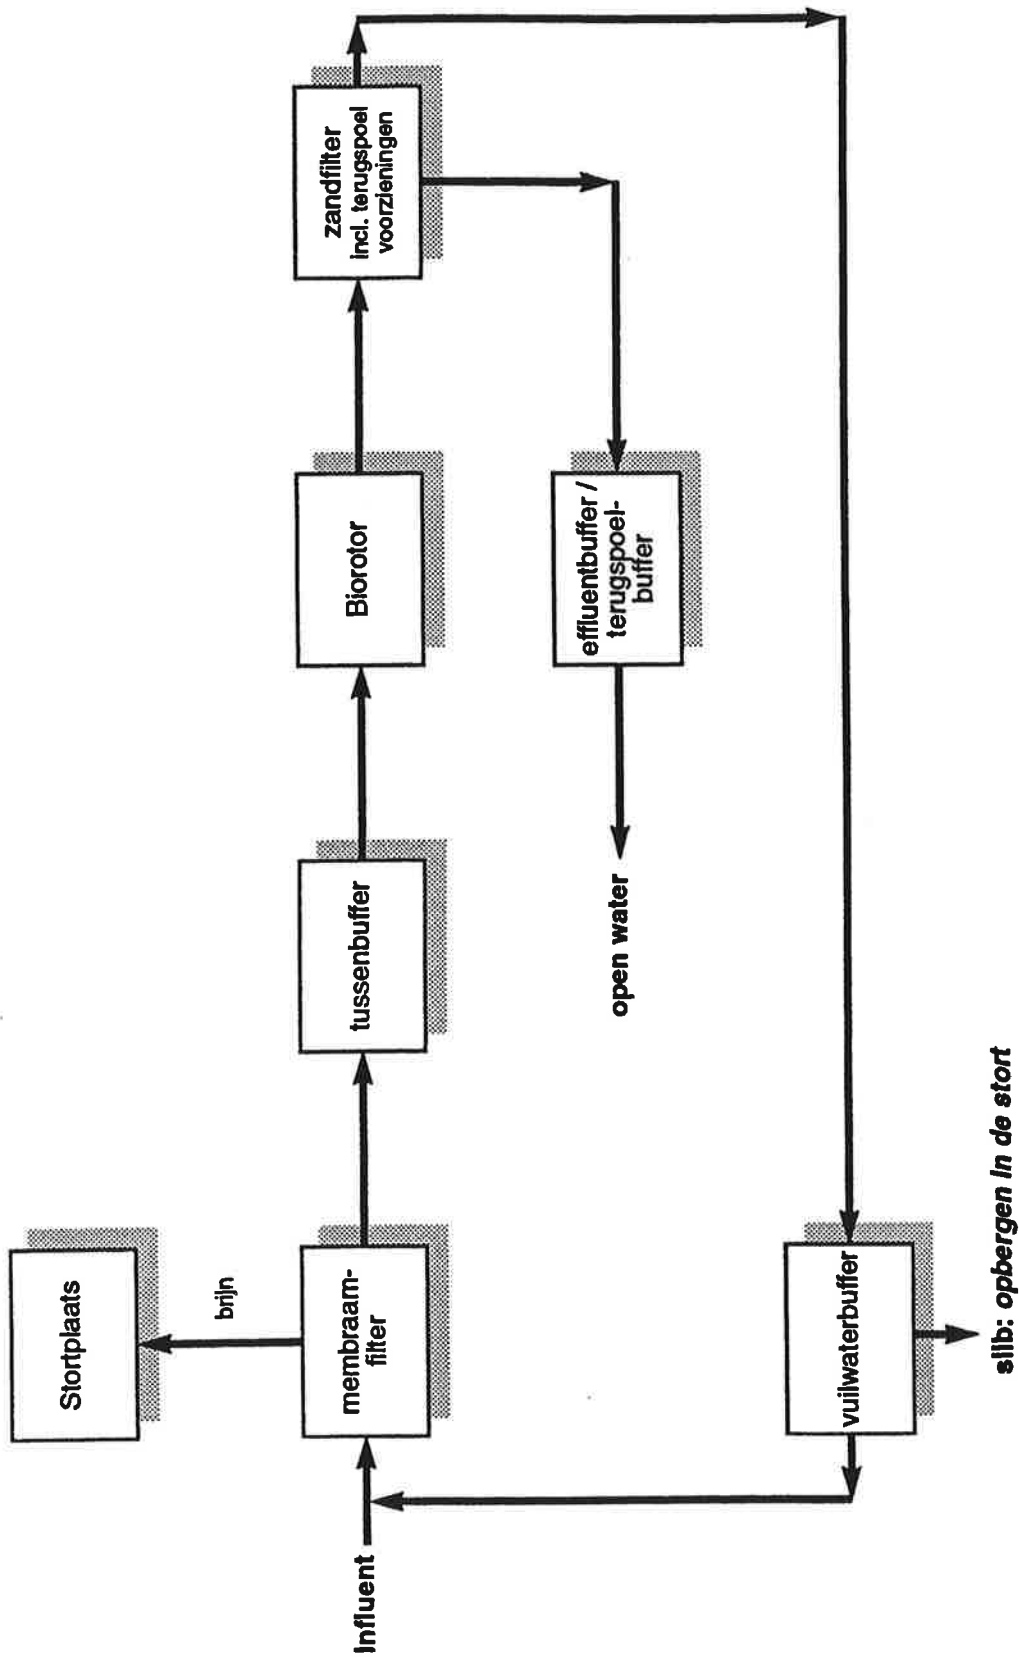 Stortplaats
brijn
Influent
membraam-
filter
tussenbuffer
Biorotor
zandfilter
incl. terugspoel
voorzieningen
open water
effluentbuffer /
terugspoel-
buffer
vuilwaterbuffer
slib: opbergen in de stort